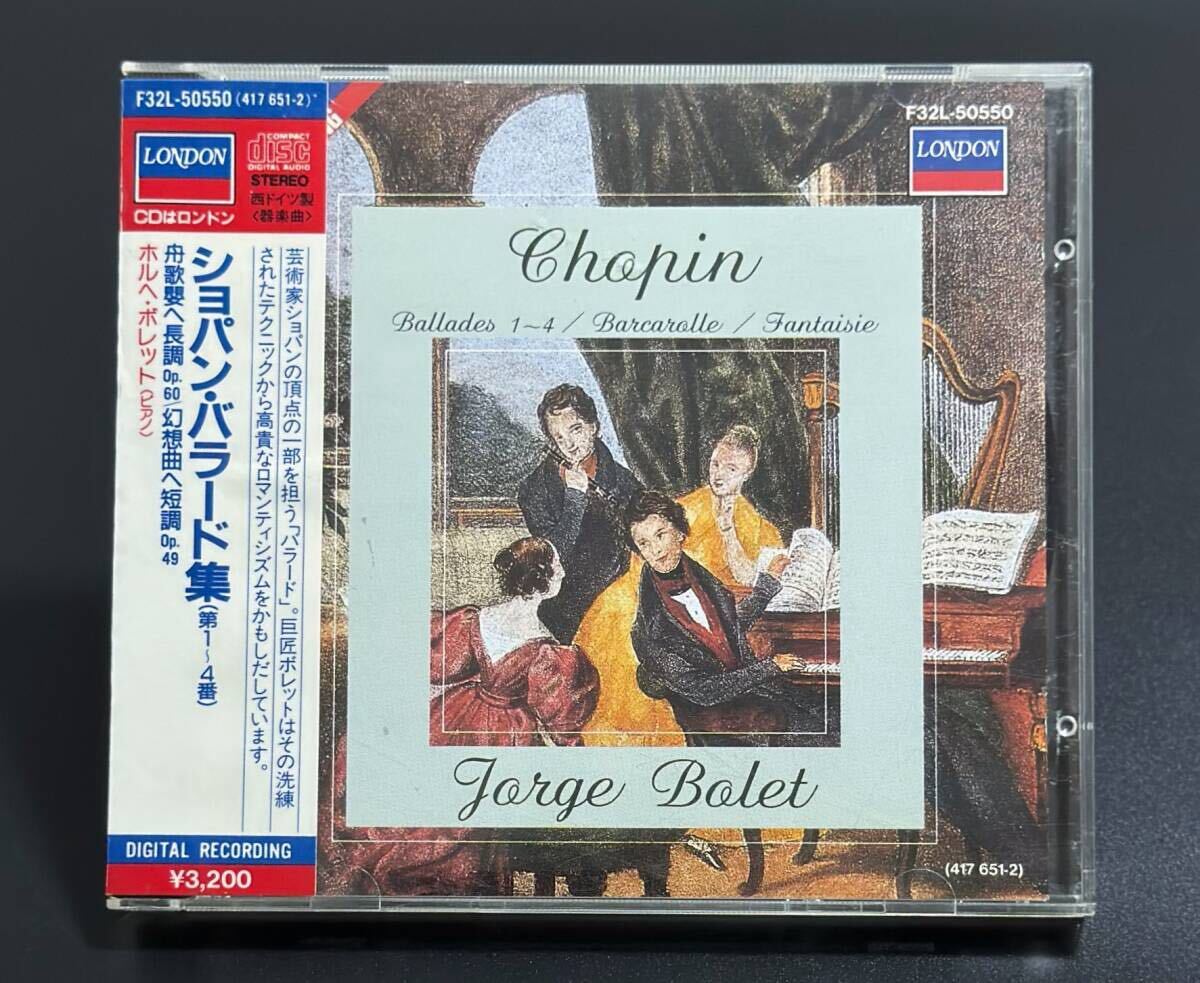 F32L-50550 (417 651-2)
LONDON
COMPACT
disc
DIGITAL AUDIO
STEREO
西ドイツ製
〈器楽曲〉
CDはロンドン
芸術家ショパンの頂点の一部を担う「バラード」。巨匠ボレットはその洗練
されたテクニックから高貴なロマンティシズムをかもしだしています。
ショパン・バラード集(第1~4番)
舟歌嬰ヘ長調Op.60/幻想曲ヘ短調Op.49
ホルヘ・ボレット(ピアノ)
DIGITAL RECORDING
¥3,200
F32L-50550
LONDON
Chopin
Ballades 1~4 / Barcarolle / Fantaisie
Jorge Bolet
(417 651-2)